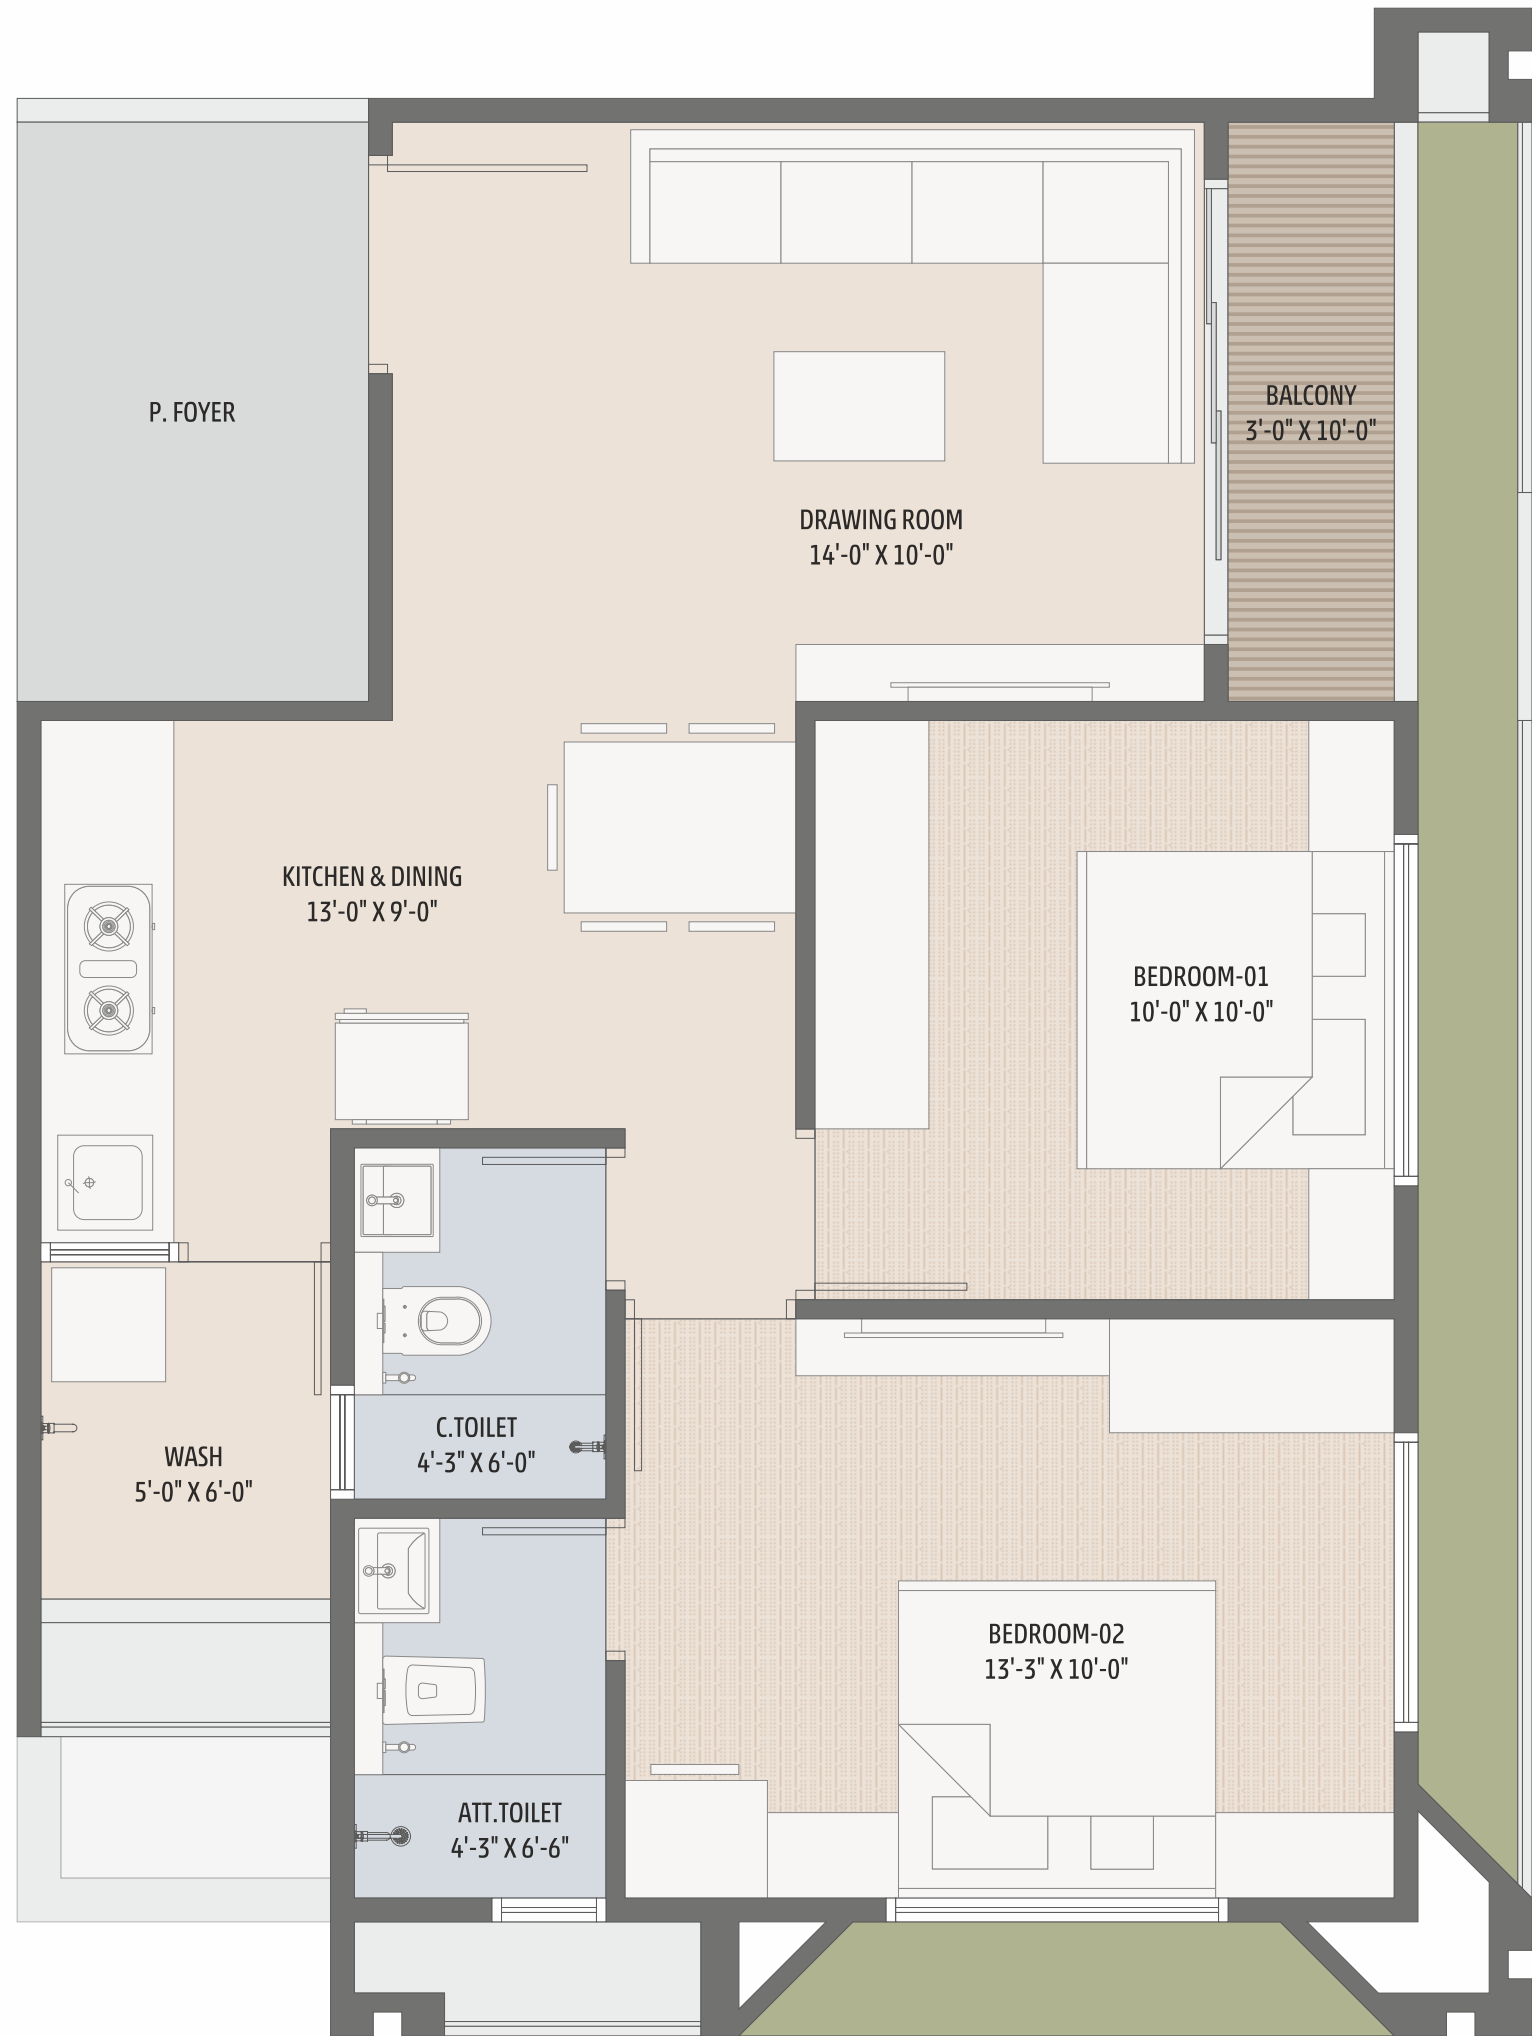 P. FOYER
BALCONY
3'-0" X 10'-0"
DRAWING ROOM
14'-0" X 10'-0"
KITCHEN & DINING
13'-0" X 9'-0"
BEDROOM-01
10'-0" X 10'-0"
C.TOILET
4'-3" X 6'-0"
WASH
5'-0" X 6'-0"
BEDROOM-02
13'-3" X 10'-0"
ATT.TOILET
4'-3" X 6'-6"